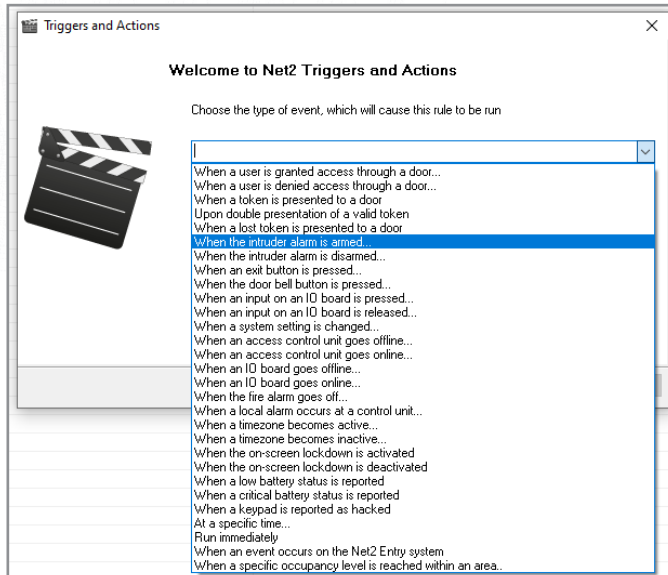 Triggers and Actions
Welcome to Net2 Triggers and Actions
Choose the type of event, which will cause this rule to be run
When a user is granted access through a door...
When a user is denied access through a door...
When a token is presented to a door
Upon double presentation of a valid token
When a lost token is presented to a door
When the intruder alarm is armed...
When the intruder alarm is disarmed...
When an exit button is pressed...
When the door bell button is pressed...
When an input on an IO board is pressed...
When an input on an IO board is released...
When a system setting is changed...
When an access control unit goes offline...
When an access control unit goes online...
When an IO board goes offline...
When an IO board goes online...
When the fire alarm goes off...
When a local alarm occurs at a control unit...
When a timezone becomes active...
When a timezone becomes inactive...
When the on-screen lockdown is activated
When the on-screen lockdown is deactivated
When a low battery status is reported
When a critical battery status is reported
When a keypad is reported as hacked
At a specific time...
Run immediately
When an event occurs on the Net2 Entry system
When a specific occupancy level is reached within an area..